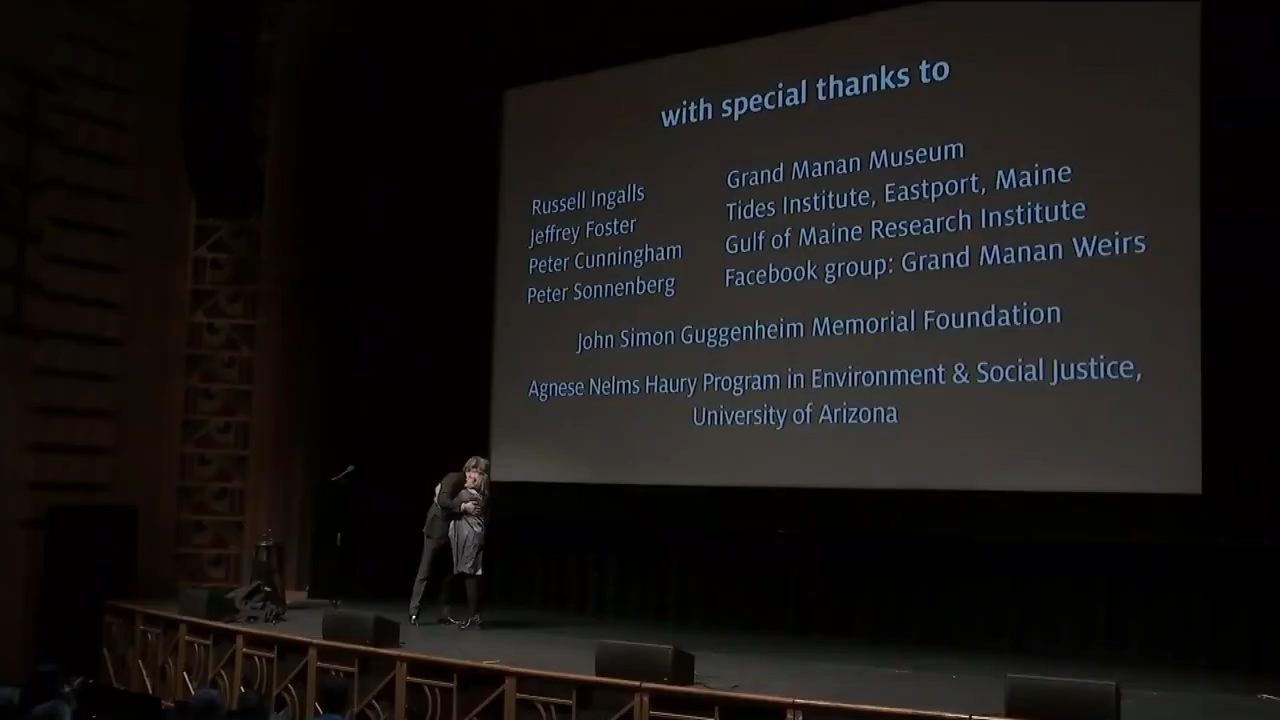 with special thanks to
Russell Ingalls
Jeffrey Foster
Peter Cunningham
Peter Sonnenberg
Grand Manan Museum
Tides Institute, Eastport, Maine
Gulf of Maine Research Institute
Facebook group: Grand Manan Weirs
John Simon Guggenheim Memorial Foundation
Agnese Nelms Haury Program in Environment & Social Justice,
University of Arizona